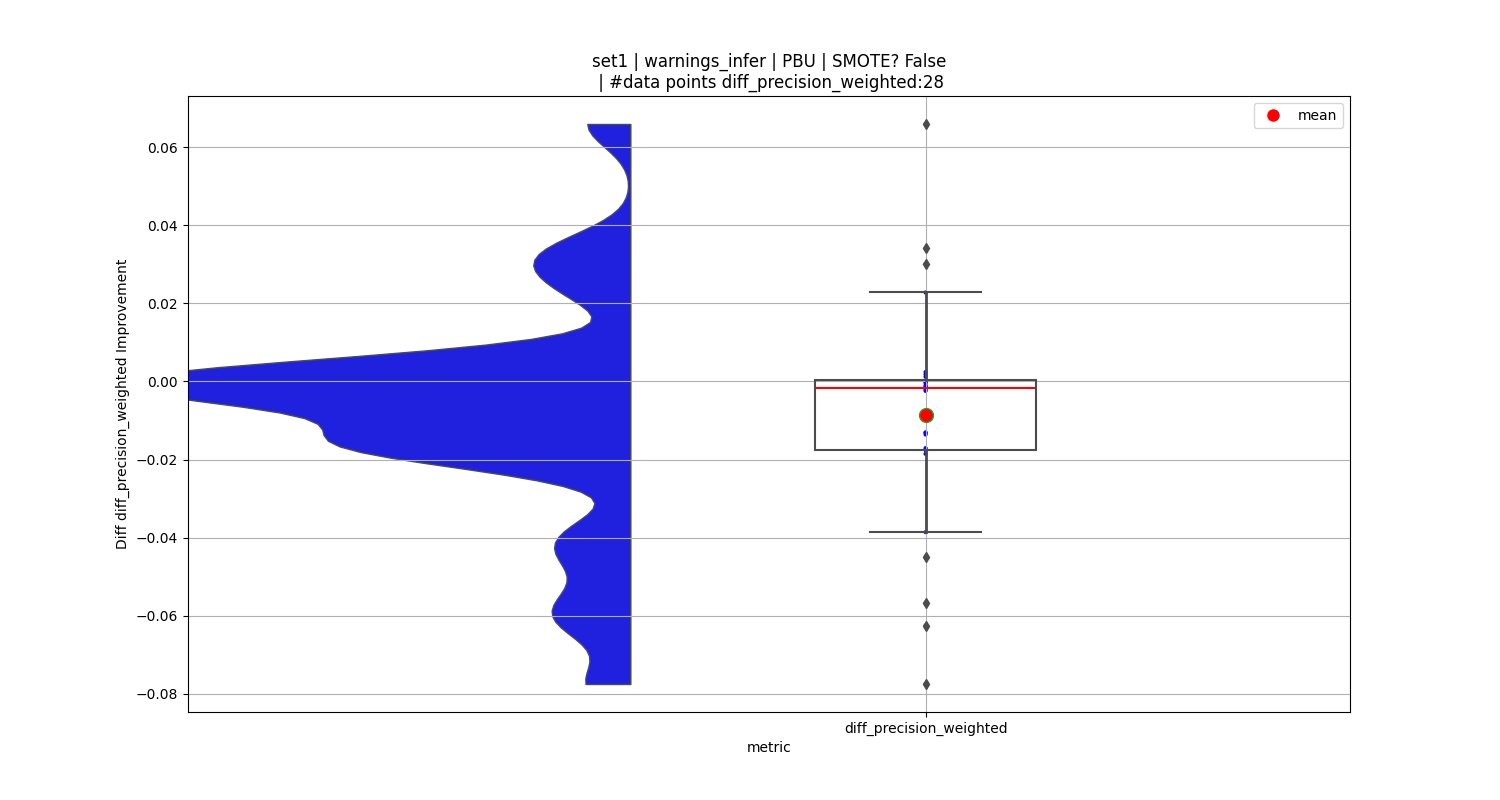 set1 | warnings_infer | PBU | SMOTE? False
| #data points diff_precision_weighted:28
mean
0.06
0.04
0.02
0.00
−0.02
−0.04
−0.06
−0.08
Diff diff_precision_weighted Improvement
diff_precision_weighted
metric